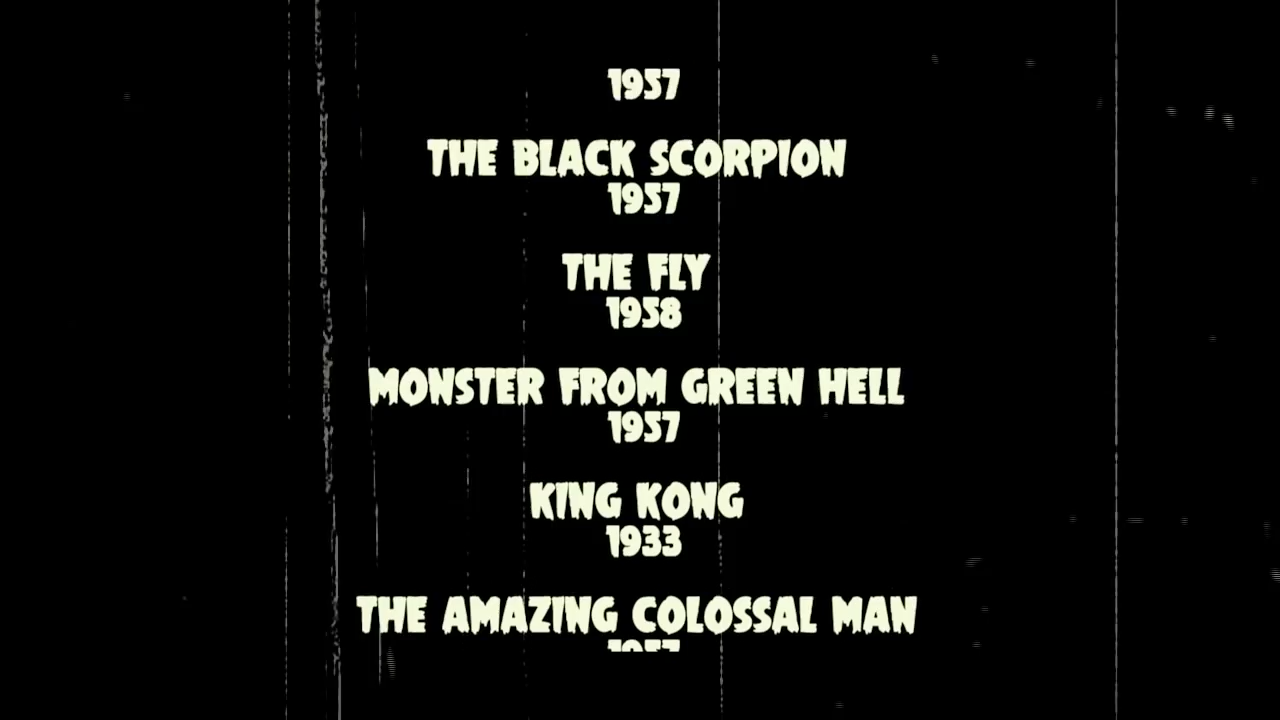 1957
THE BLACK SCORPION
1957
THE FLY
1958
MONSTER FROM GREEN HELL
1957
KING KONG
1933
THE AMAZING COLOSSAL MAN
1957